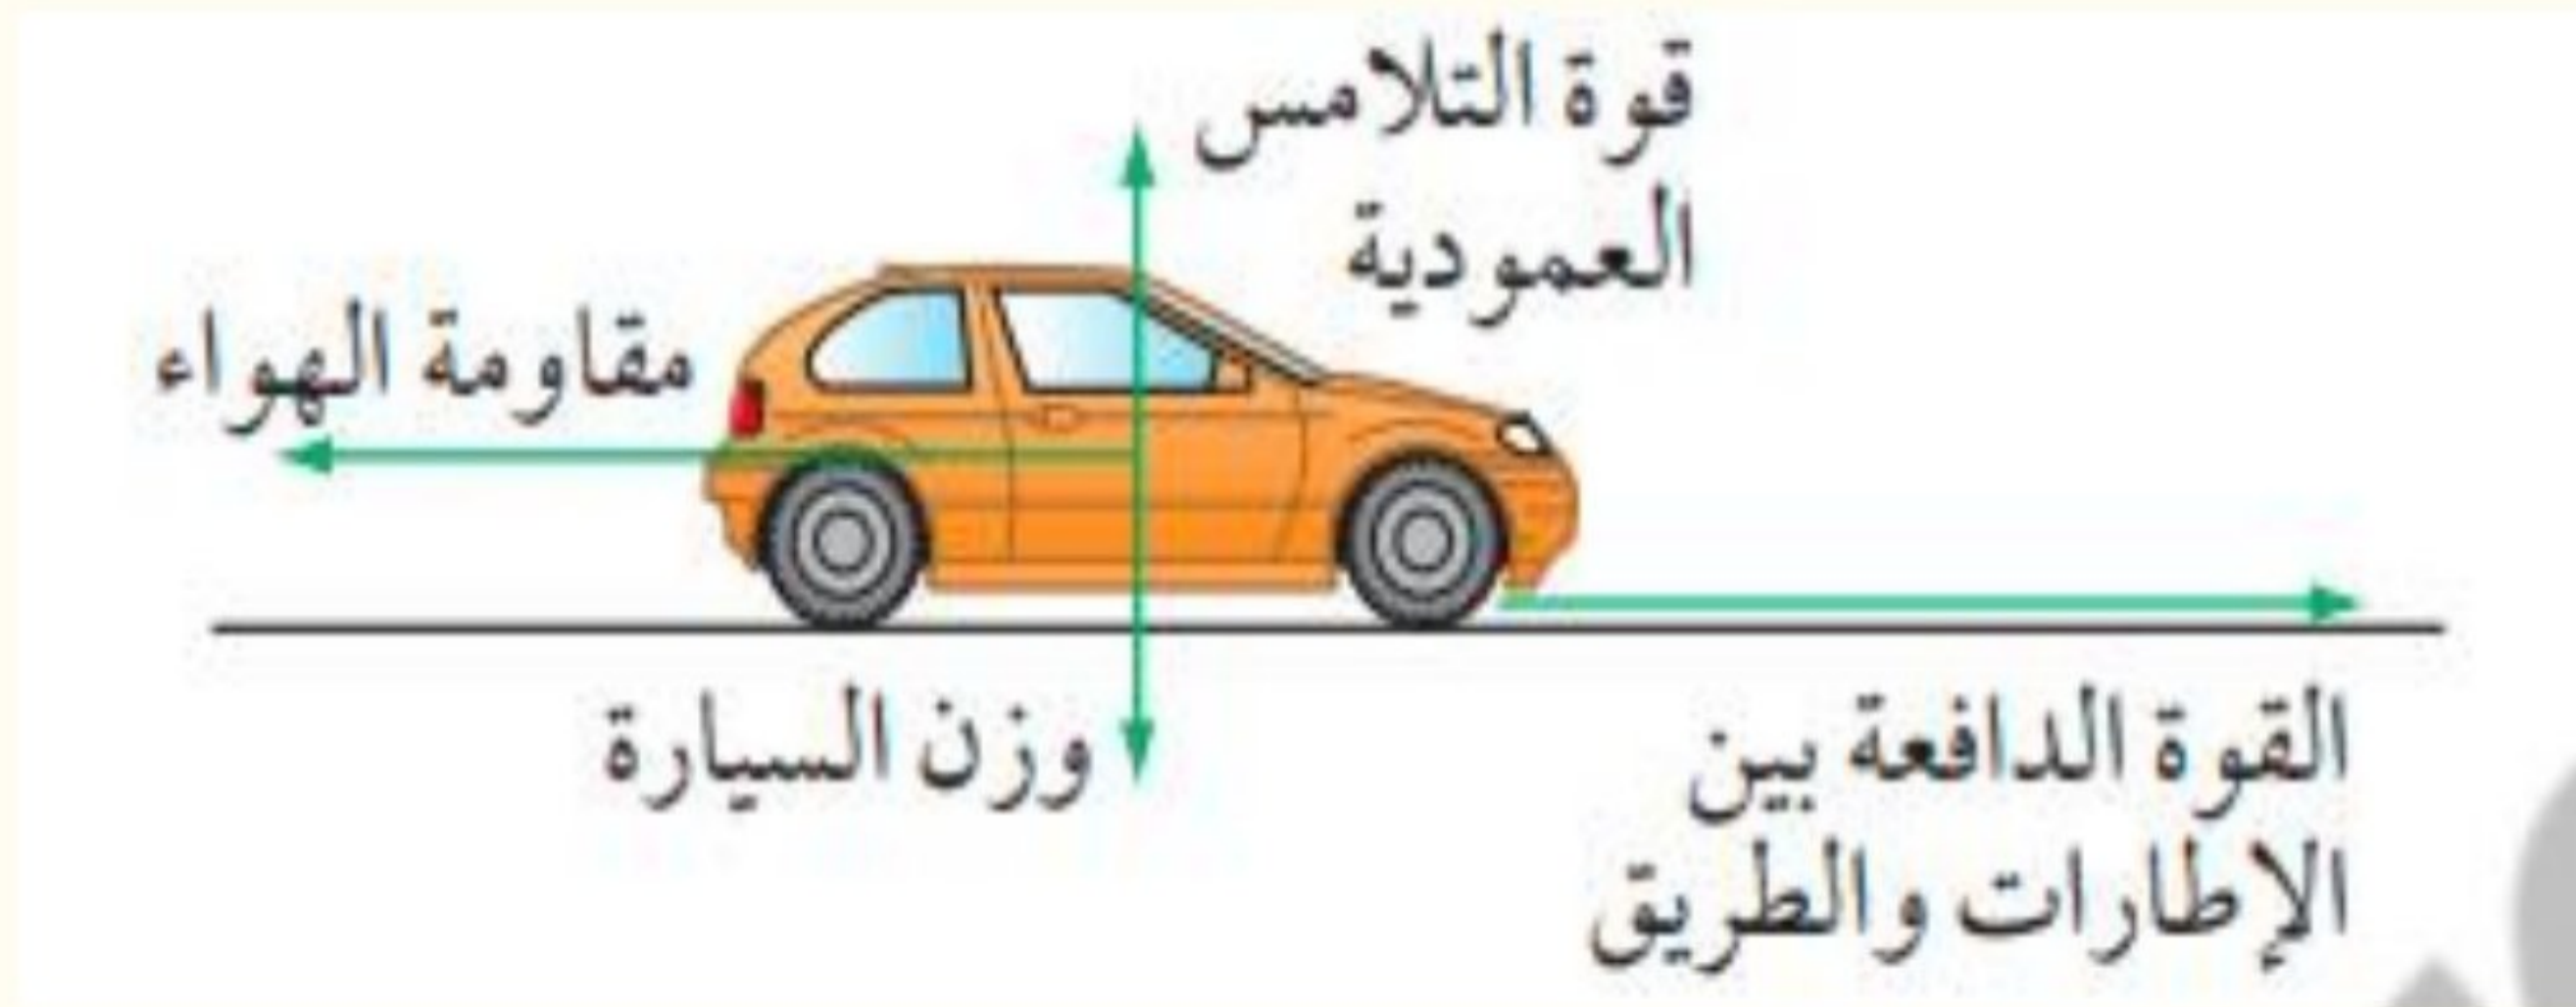 قوة التلامس
العمودية
مقاومة الهواء
وزن السيارة
القوة الدافعة بين
الإطارات والطريق